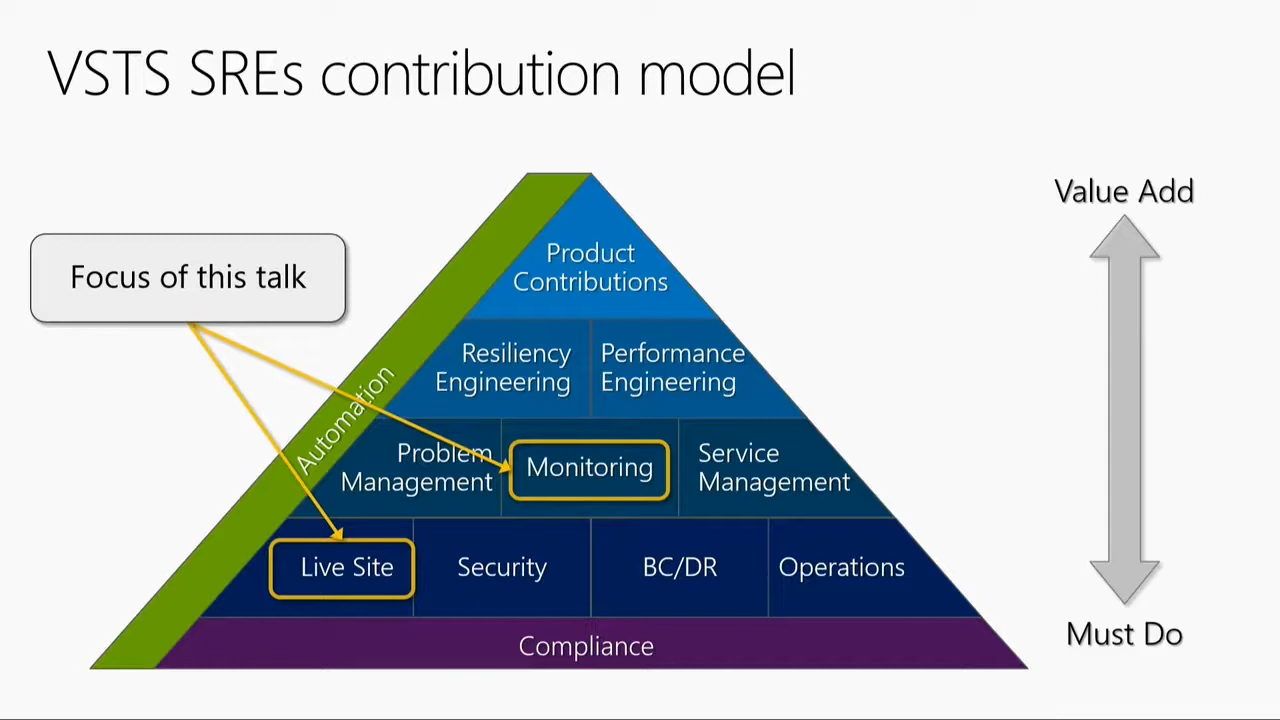 VSTS SREs contribution model
Value Add
Focus of this talk
Product
Contributions
Automation
Resiliency
Engineering
Performance
Engineering
Problem
Management
Monitoring
Service
Management
Live Site
Security
BC/DR
Operations
Compliance
Must Do